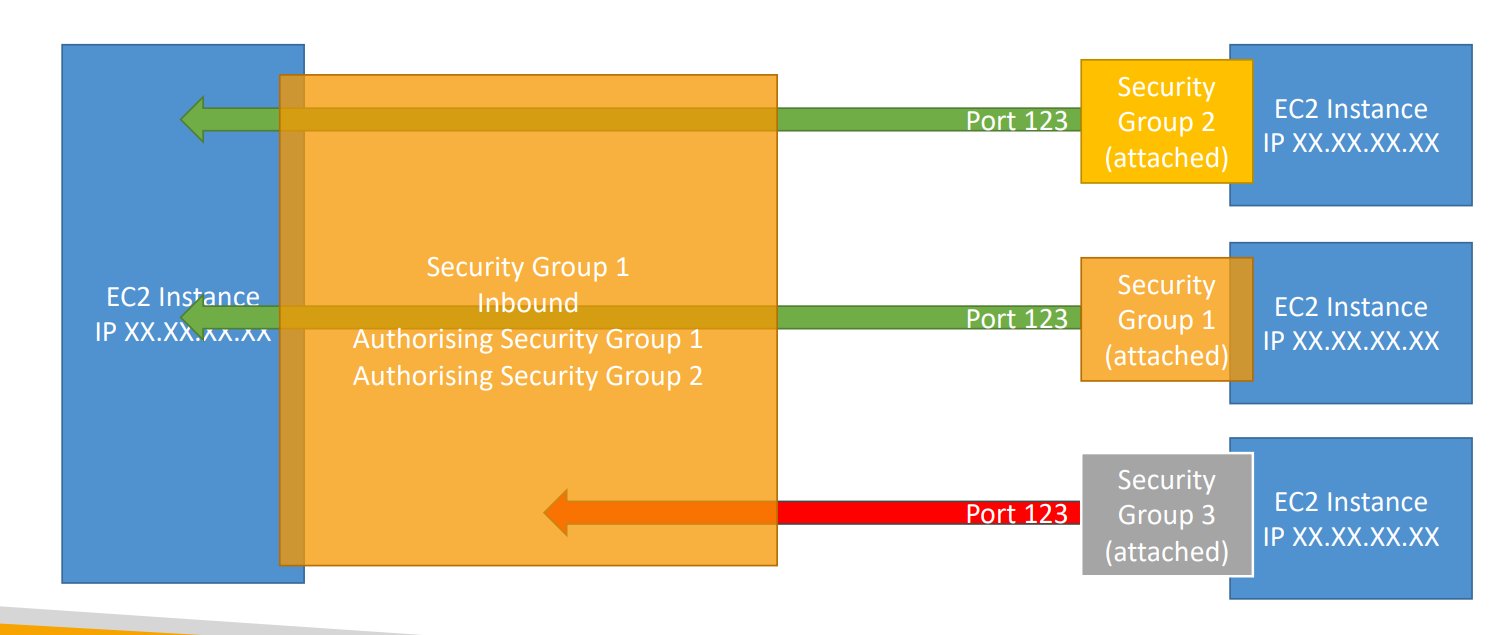 EC2 Instance
IP XX.XX.XX.XX
Security Group 1
Inbound
Authorising Security Group 1
Authorising Security Group 2
Port 123
Security
Group 2
(attached)
EC2 Instance
IP XX.XX.XX.XX
Port 123
Security
Group 1
(attached)
EC2 Instance
IP XX.XX.XX.XX
Port 123
Security
Group 3
(attached)
EC2 Instance
IP XX.XX.XX.XX